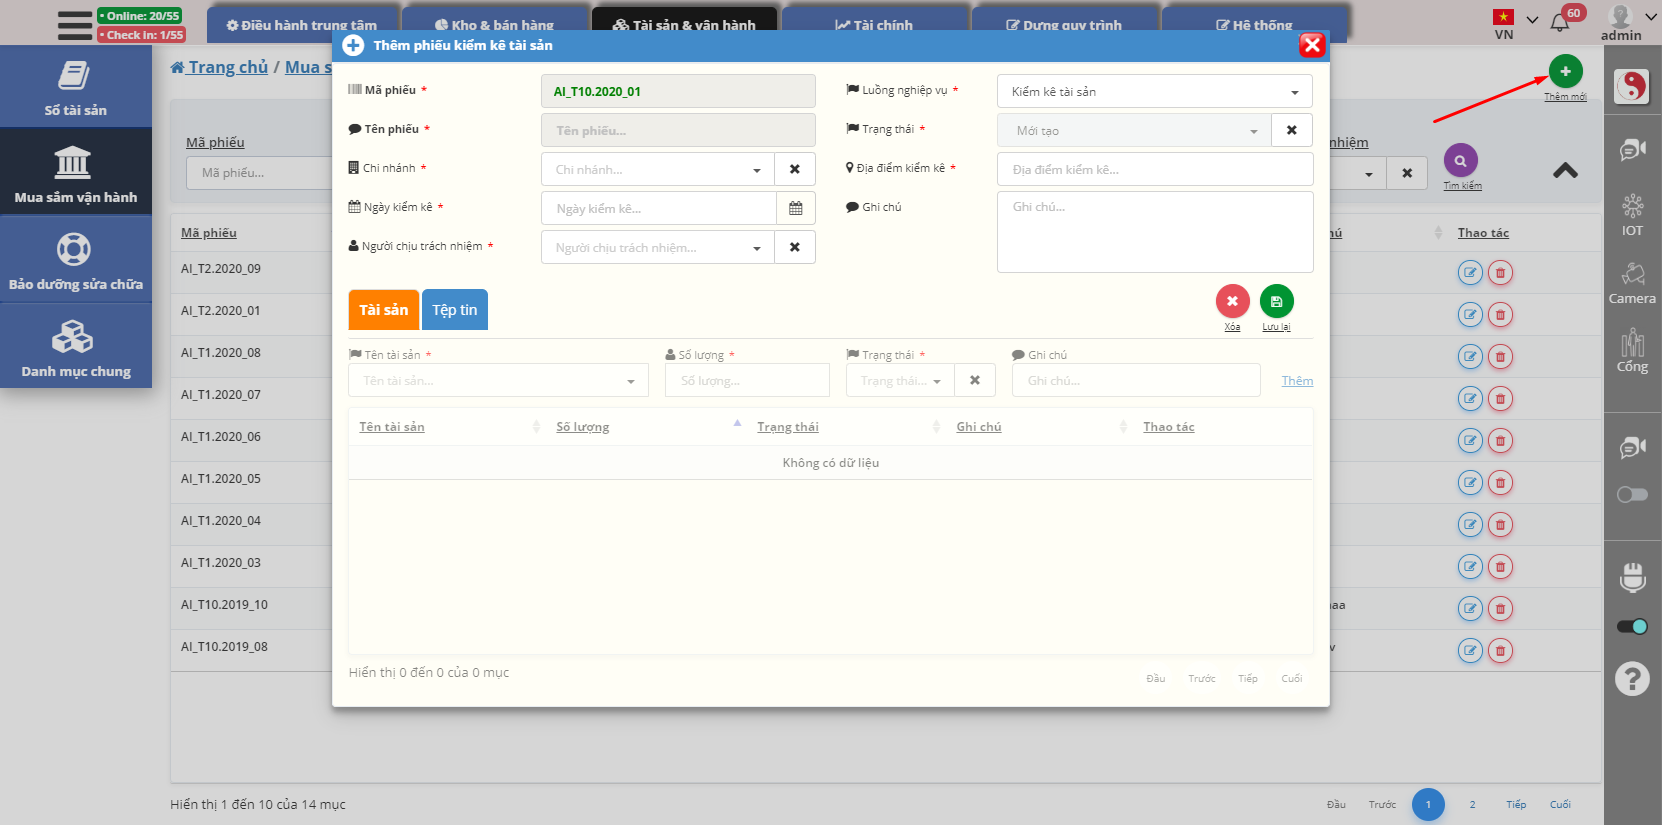 • Online: 20/55
• Check in: 1/55
Điều hành trung tâm
Kho & bán hàng
Tài sản & vận hành
Tài chính
Dựng quy trình
Hệ thống
VN
60
admin
Sổ tài sản
Mua sắm vận hành
Bảo dưỡng sửa chữa
Danh mục chung
Trang chủ / Mua s
Thêm mới
Mã phiếu
Mã phiếu...
nhiệm
Tìm kiếm
Mã phiếu
Thao tác
AI_T2.2020_09
AI_T2.2020_01
AI_T1.2020_08
AI_T1.2020_07
AI_T1.2020_06
AI_T1.2020_05
AI_T1.2020_04
AI_T1.2020_03
AI_T10.2019_10
AI_T10.2019_08
Hiển thị 1 đến 10 của 14 mục
Đầu Trước 1 2 Tiếp Cuối
Thêm phiếu kiểm kê tài sản
Mã phiếu *
AI_T10.2020_01
Luồng nghiệp vụ *
Kiểm kê tài sản
Tên phiếu *
Tên phiếu...
Trạng thái *
Mới tạo
Chi nhánh *
Chi nhánh...
Địa điểm kiểm kê *
Địa điểm kiểm kê...
Ngày kiểm kê *
Ngày kiểm kê...
Ghi chú
Ghi chú...
Người chịu trách nhiệm *
Người chịu trách nhiệm...
Tài sản
Tệp tin
Xóa
Lưu lại
Tên tài sản *
Số lượng *
Trạng thái *
Ghi chú
Tên tài sản...
Số lượng...
Trạng thái...
Ghi chú...
Thêm
Tên tài sản
Số lượng
Trạng thái
Ghi chú
Thao tác
Không có dữ liệu
Hiển thị 0 đến 0 của 0 mục
Đầu Trước Tiếp Cuối
IOT
Camera
Cổng